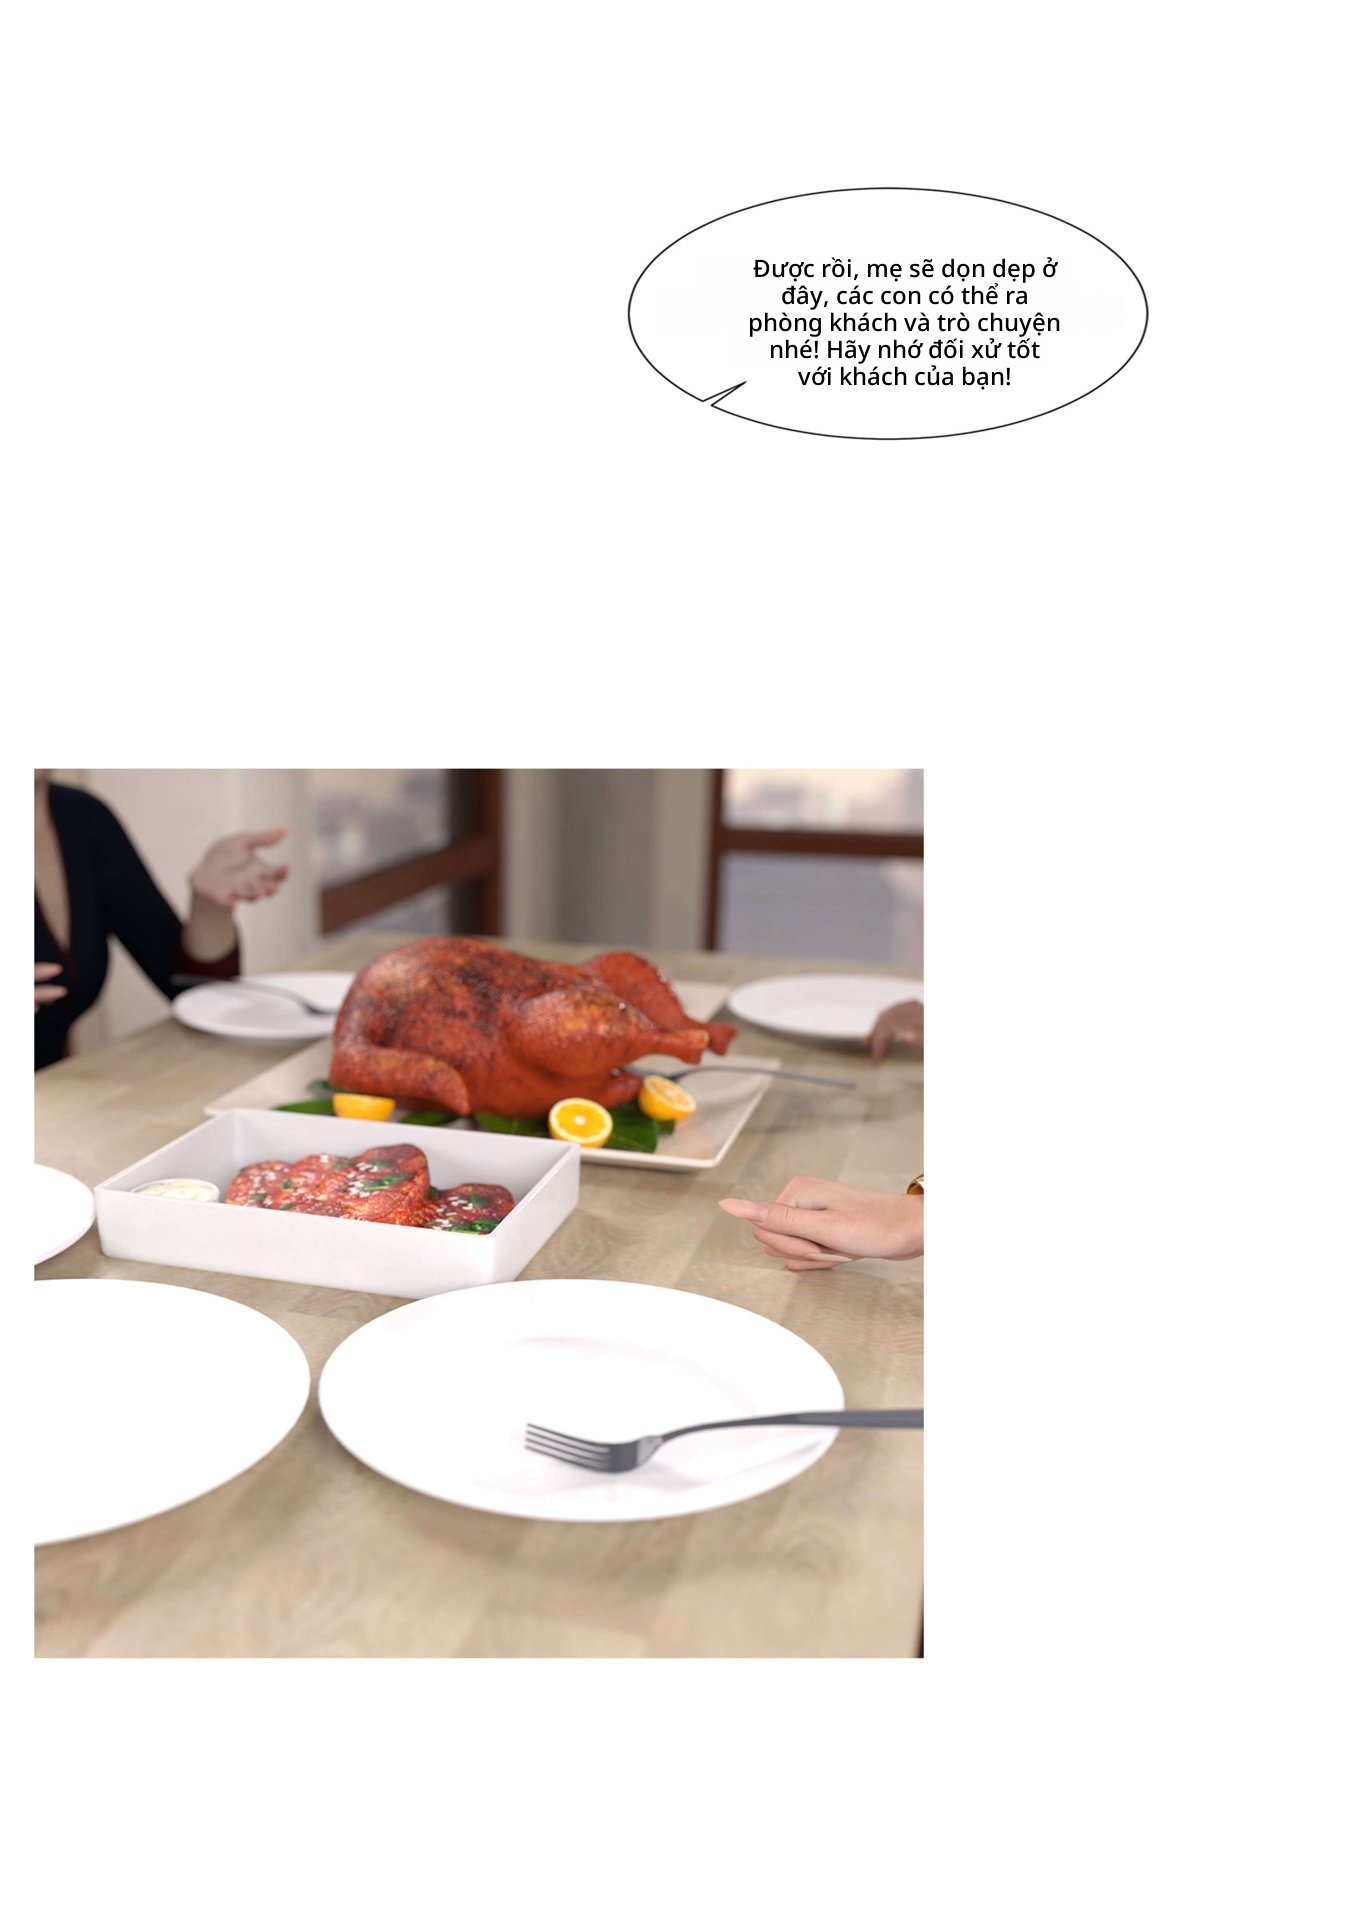 Được rồi, mẹ sẽ dọn dẹp ở
đây, các con có thể ra
phòng khách và trò chuyện
nhé! Hãy nhớ đối xử tốt
với khách của bạn!